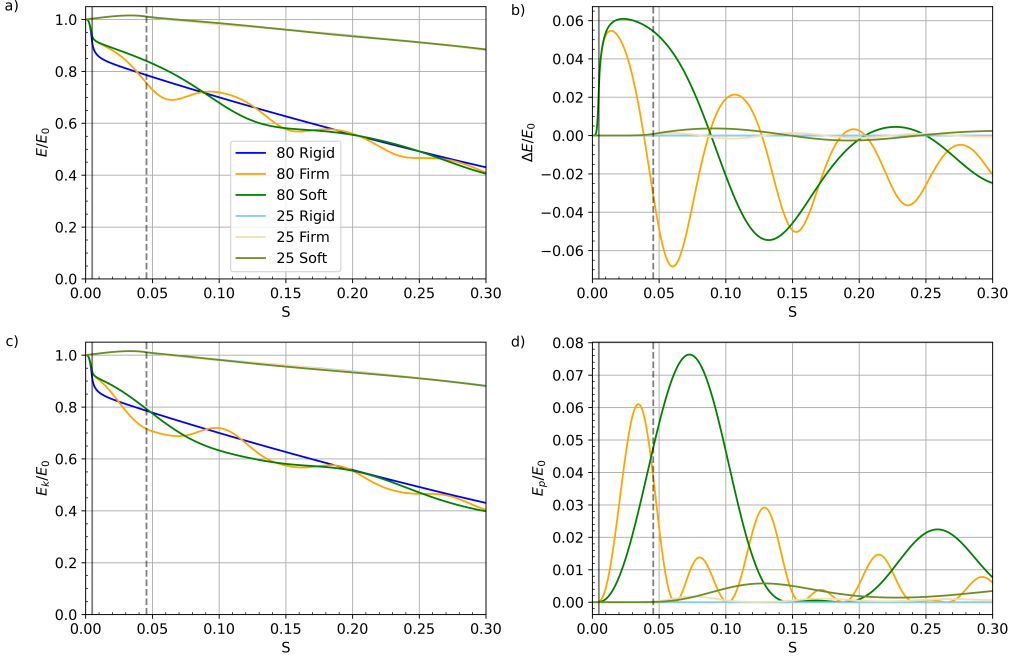 a)
E/E0
1.0
0.8
0.6
0.4
0.2
0.0
80 Rigid
80 Firm
80 Soft
25 Rigid
25 Firm
25 Soft
0.00 0.05 0.10 0.15 0.20 0.25 0.30
S
b)
ΔE/E0
0.06
0.04
0.02
0.00
−0.02
−0.04
−0.06
0.00 0.05 0.10 0.15 0.20 0.25 0.30
S
c)
Ek/E0
1.0
0.8
0.6
0.4
0.2
0.0
0.00 0.05 0.10 0.15 0.20 0.25 0.30
S
d)
Ep/E0
0.08
0.07
0.06
0.05
0.04
0.03
0.02
0.01
0.00
0.00 0.05 0.10 0.15 0.20 0.25 0.30
S